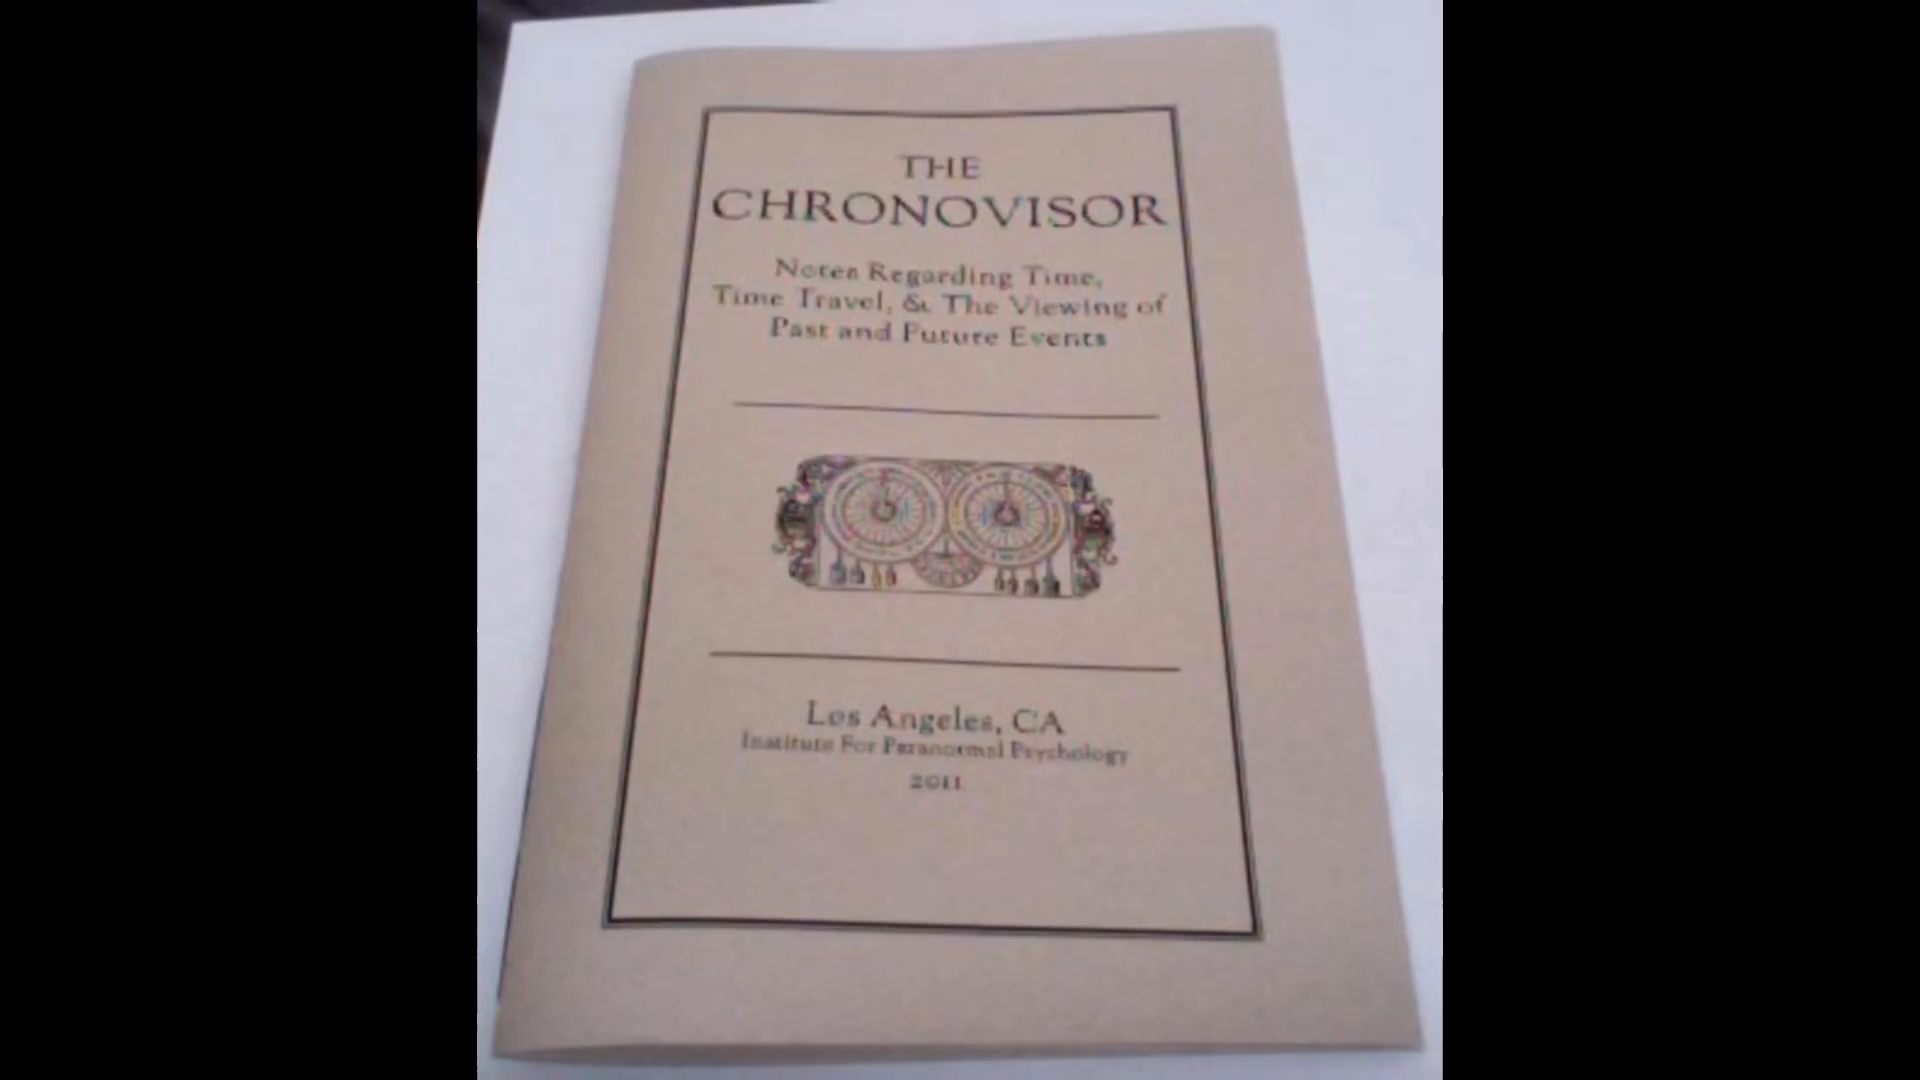 THE
CHRONOVISOR
Notes Regarding Time,
Time Travel, & The Viewing of
Past and Future Events
Los Angeles, CA
Institute For Paranormal Psychology
2011